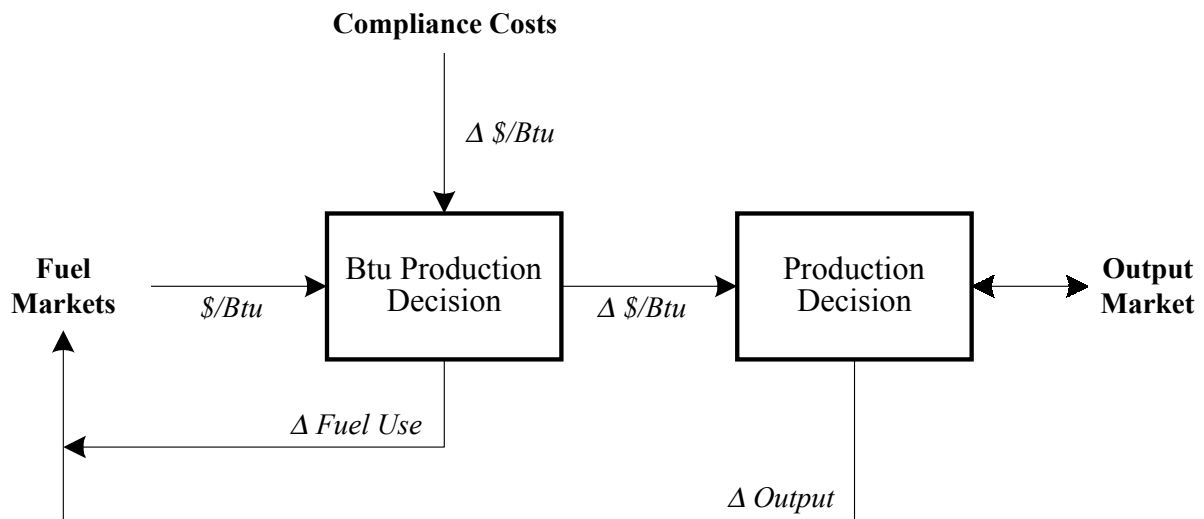 Compliance Costs
Δ $/Btu
Fuel
Markets
$/Btu
Btu Production
Decision
Δ $/Btu
Production
Decision
Output
Market
Δ Fuel Use
Δ Output